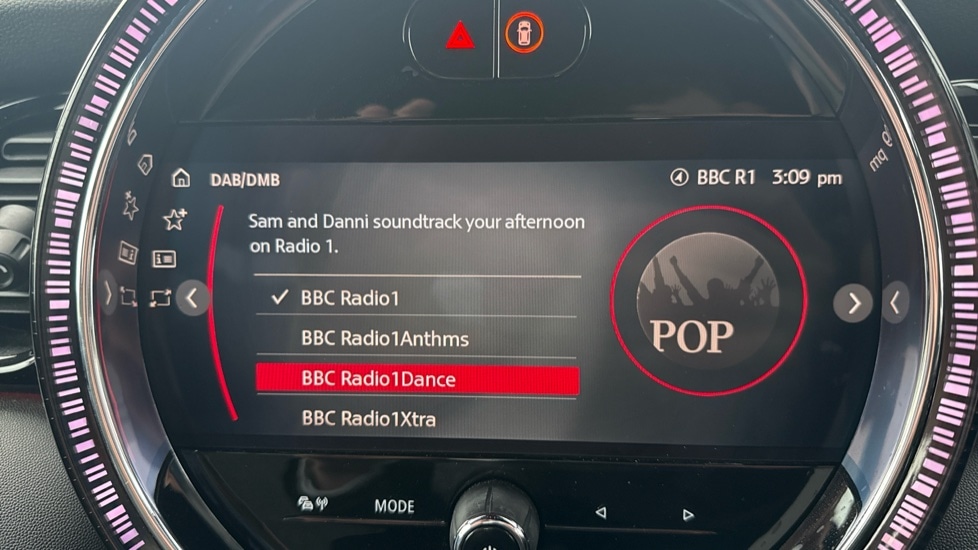 DAB/DMB
BBC R1 3:09 pm
Sam and Danni soundtrack your afternoon
on Radio 1.
BBC Radio1
BBC Radio1Anthms
BBC Radio1Dance
BBC Radio1Xtra
POP
MODE